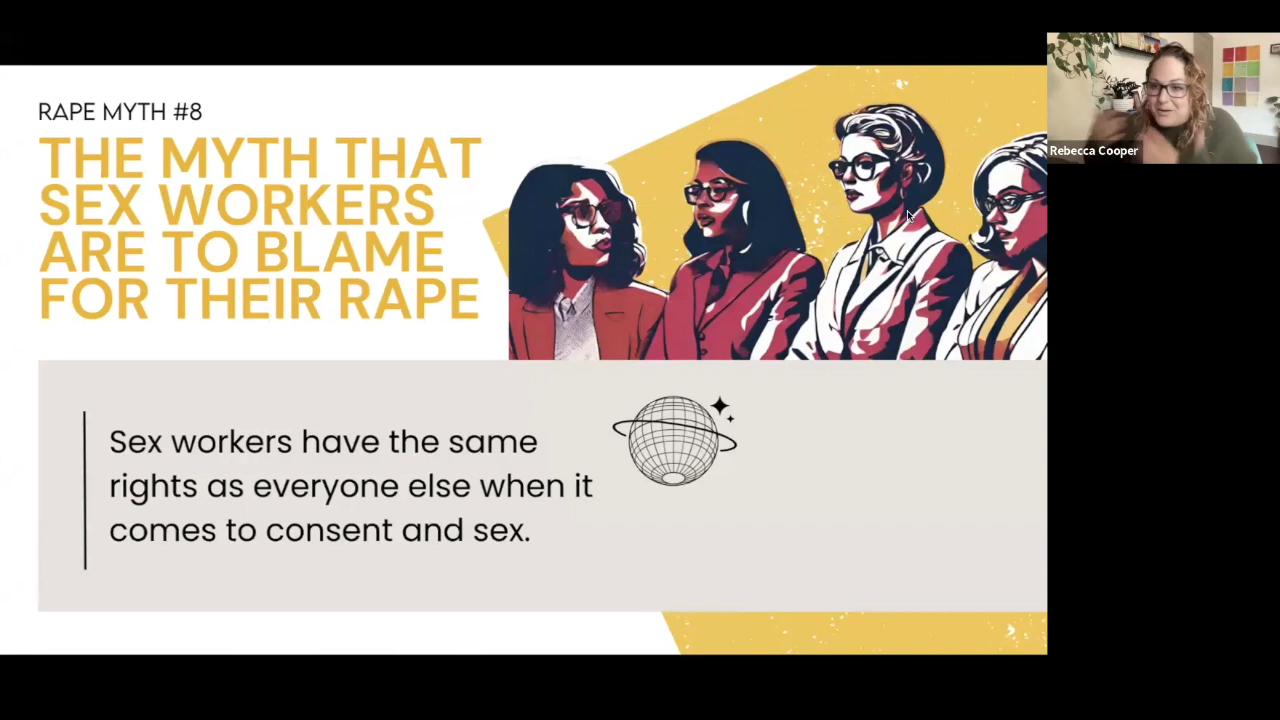 RAPE MYTH #8
THE MYTH THAT
SEX WORKERS
ARE TO BLAME
FOR THEIR RAPE
Sex workers have the same
rights as everyone else when it
comes to consent and sex.
Rebecca Cooper